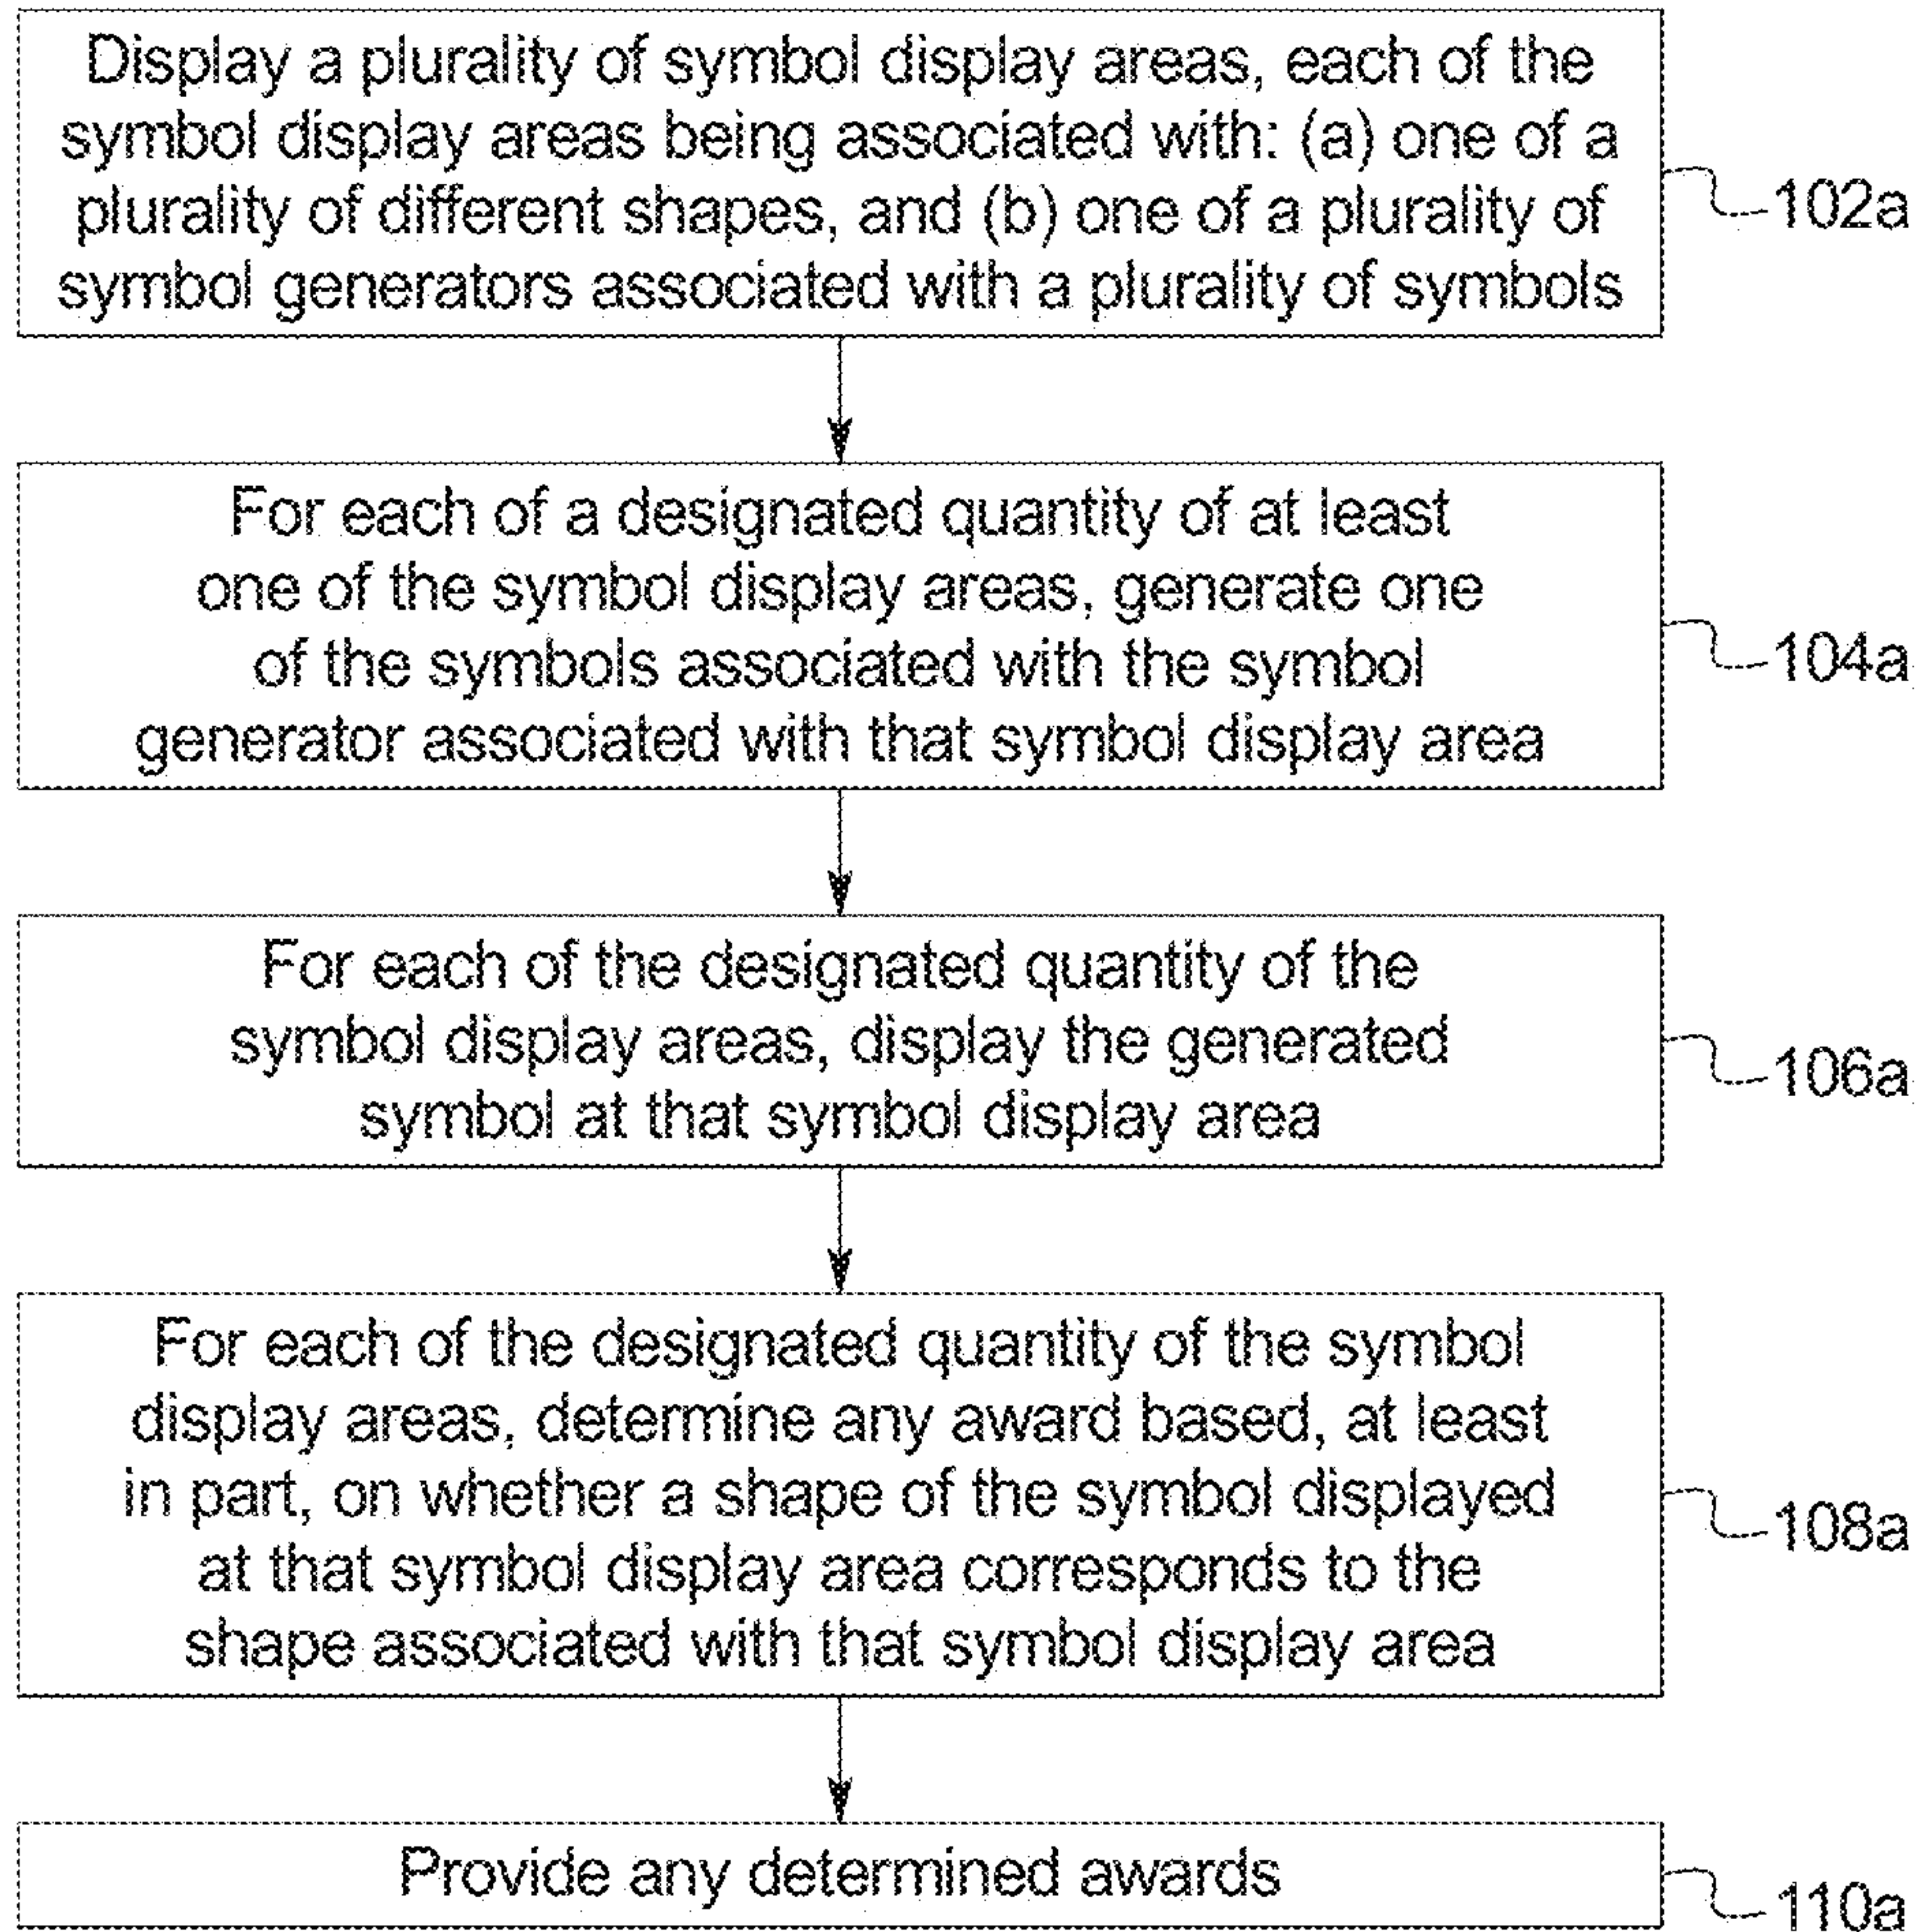 Display a plurality of symbol display areas, each of the
symbol display areas being associated with: (a) one of a
plurality of different shapes, and (b) one of a plurality of
symbol generators associated with a plurality of symbols
102a
For each of a designated quantity of at least
one of the symbol display areas, generate one
of the symbols associated with the symbol
generator associated with that symbol display area
104a
For each of the designated quantity of the
symbol display areas, display the generated
symbol at that symbol display area
106a
For each of the designated quantity of the symbol
display areas, determine any award based, at least
in part, on whether a shape of the symbol displayed
at that symbol display area corresponds to the
shape associated with that symbol display area
108a
Provide any determined awards
110a